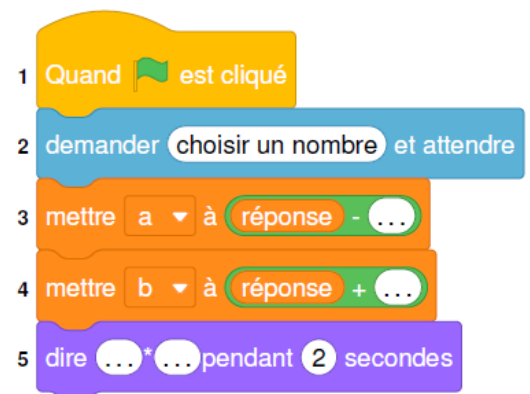 1 Quand est cliqué
2 demander choisir un nombre et attendre
3 mettre a à réponse - ...
4 mettre b à réponse + ...
5 dire ... * ... pendant 2 secondes